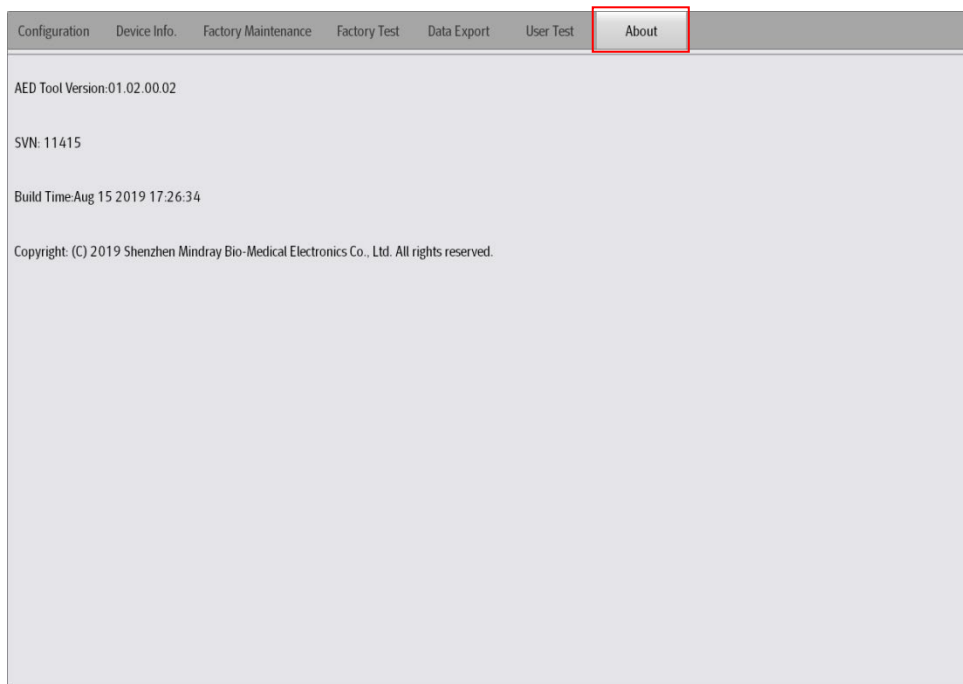 Configuration Device Info. Factory Maintenance Factory Test Data Export User Test About
AED Tool Version:01.02.00.02
SVN: 11415
Build Time:Aug 15 2019 17:26:34
Copyright: (C) 2019 Shenzhen Mindray Bio-Medical Electronics Co., Ltd. All rights reserved.